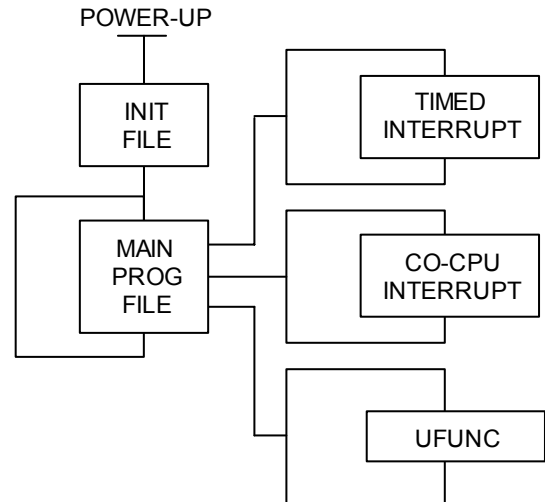 POWER-UP
INIT
FILE
MAIN
PROG
FILE
TIMED
INTERRUPT
CO-CPU
INTERRUPT
UFUNC